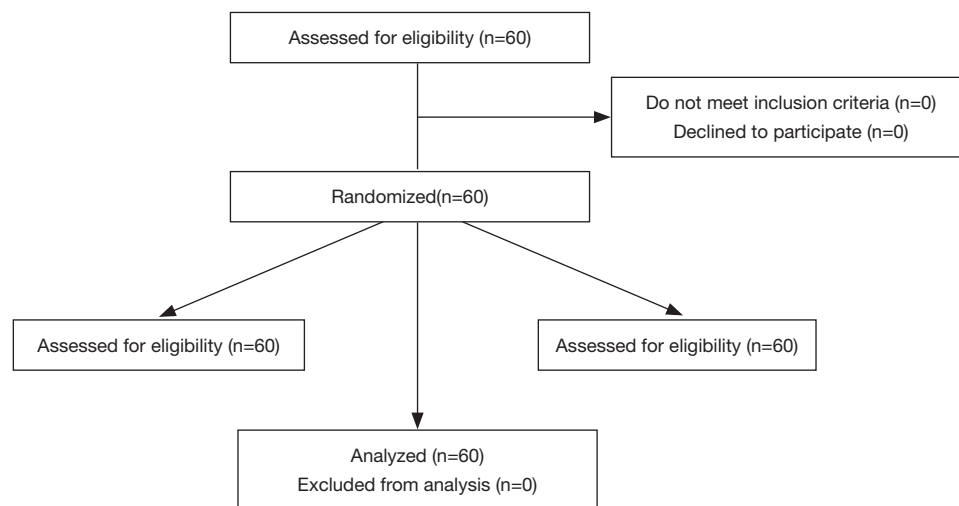 Assessed for eligibility (n=60)
Do not meet inclusion criteria (n=0)
Declined to participate (n=0)
Randomized(n=60)
Assessed for eligibility (n=60)
Assessed for eligibility (n=60)
Analyzed (n=60)
Excluded from analysis (n=0)